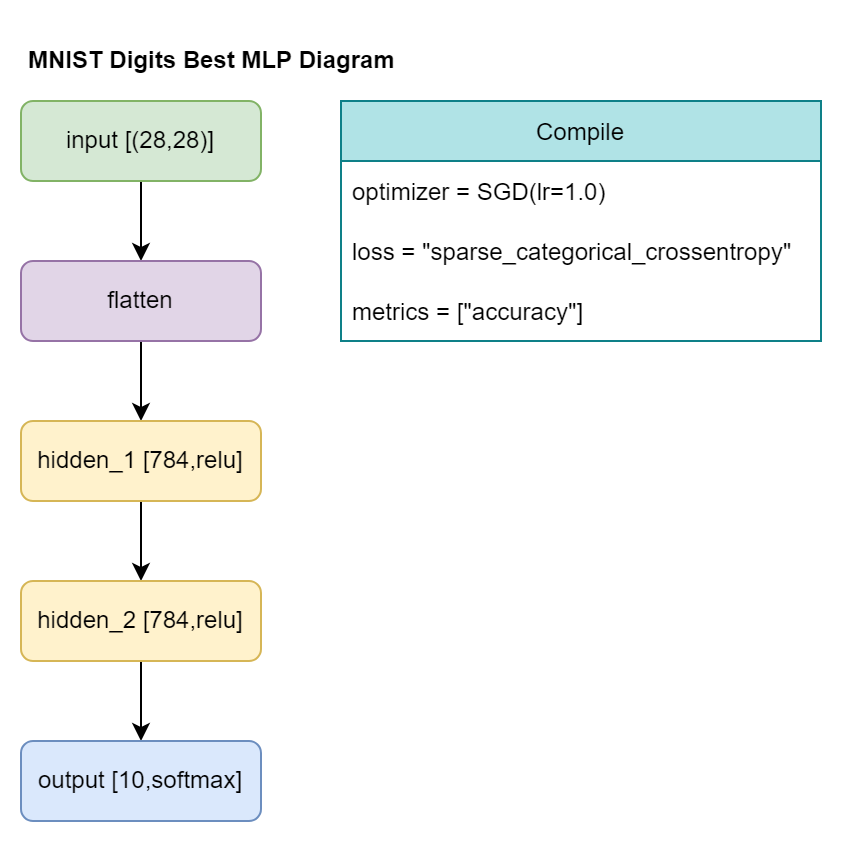 MNIST Digits Best MLP Diagram
input [(28,28)]
flatten
hidden_1 [784,relu]
hidden_2 [784,relu]
output [10,softmax]
Compile
optimizer = SGD(lr=1.0)
loss = "sparse_categorical_crossentropy"
metrics = ["accuracy"]